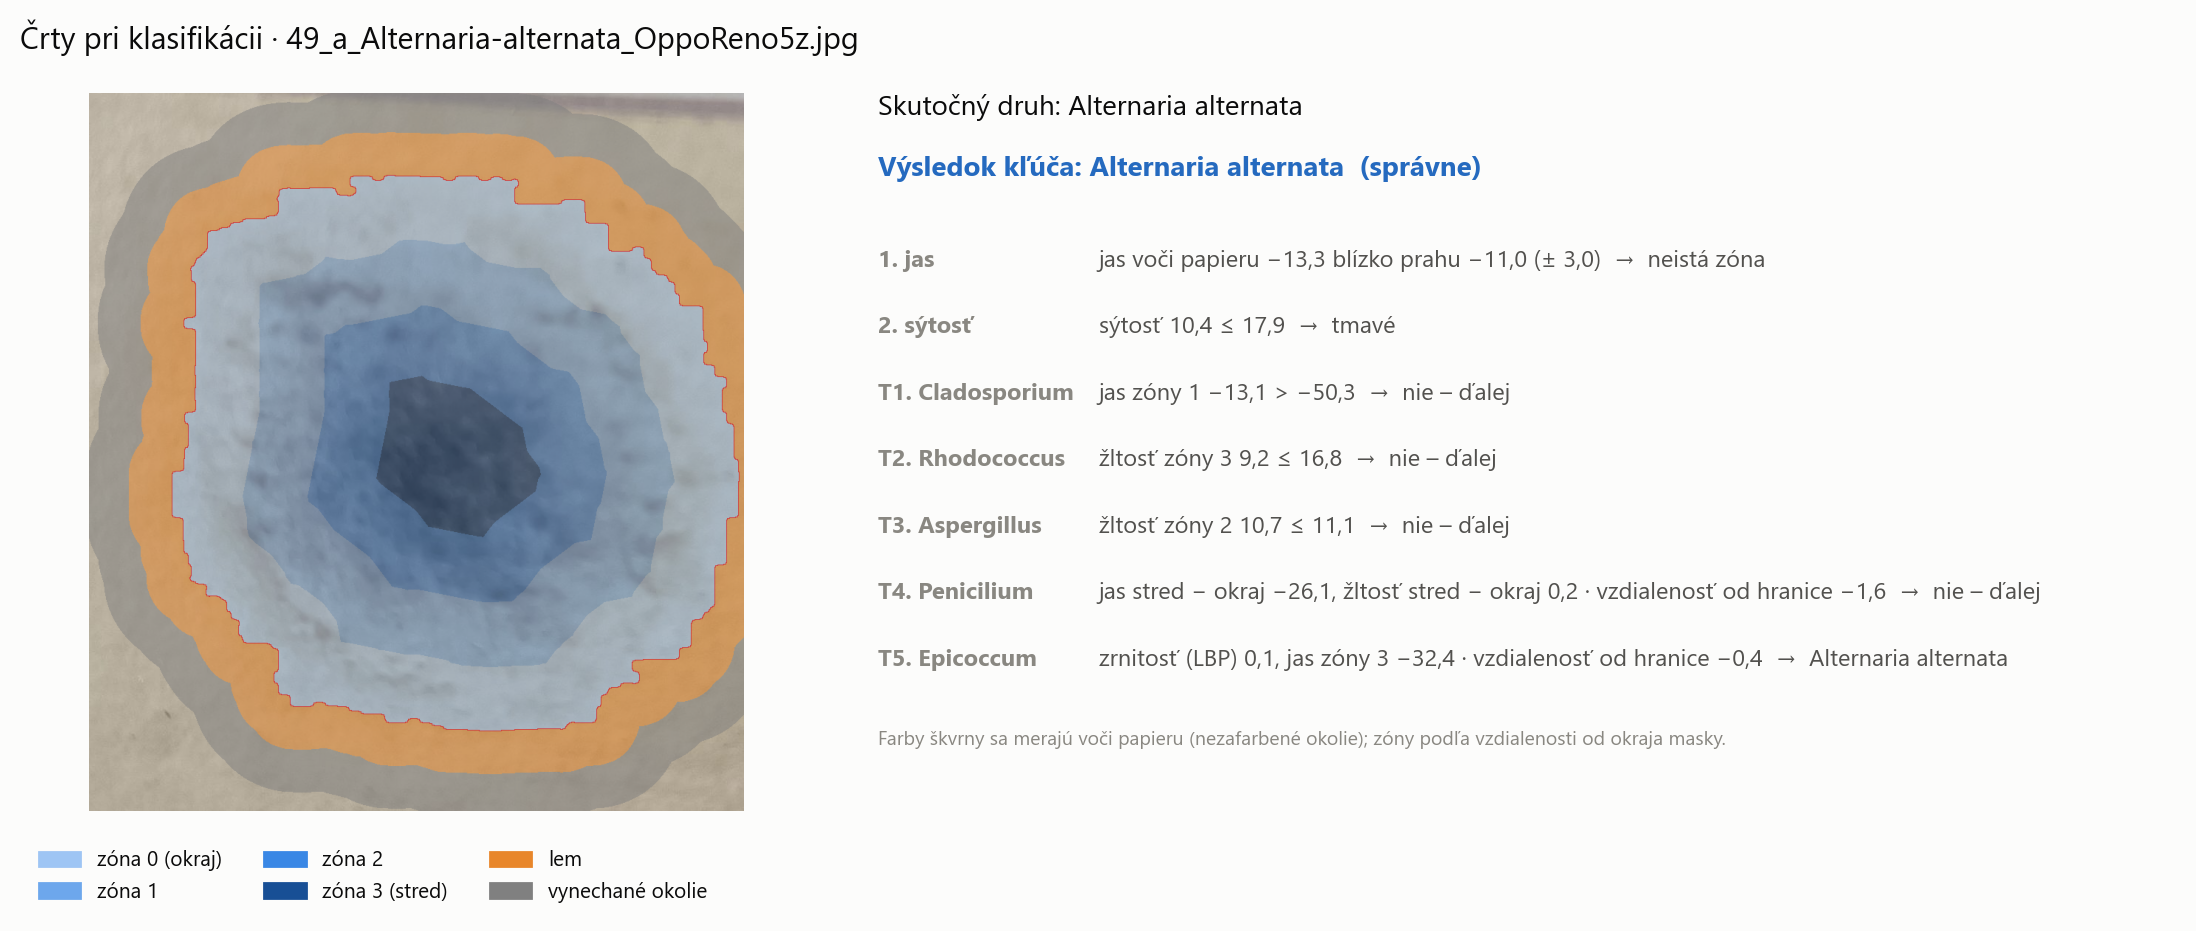 Črty pri klasifikácii · 49_a_Alternaria-alternata_OppoReno5z.jpg
Skutočný druh: Alternaria alternata
Výsledok kľúča: Alternaria alternata (správne)
1. jas jas voči papieru −13,3 blízko prahu −11,0 (± 3,0) → neistá zóna
2. sýtosť sýtosť 10,4 ≤ 17,9 → tmavé
T1. Cladosporium jas zóny 1 −13,1 > −50,3 → nie – ďalej
T2. Rhodococcus žltosť zóny 3 9,2 ≤ 16,8 → nie – ďalej
T3. Aspergillus žltosť zóny 2 10,7 ≤ 11,1 → nie – ďalej
T4. Penicilium jas stred − okraj −26,1, žltosť stred − okraj 0,2 · vzdialenosť od hranice −1,6 → nie – ďalej
T5. Epicoccum zrnitosť (LBP) 0,1, jas zóny 3 −32,4 · vzdialenosť od hranice −0,4 → Alternaria alternata
Farby škvrny sa merajú voči papieru (nezafarbené okolie); zóny podľa vzdialenosti od okraja masky.
zóna 0 (okraj) zóna 2 lem
zóna 1 zóna 3 (stred) vynechané okolie